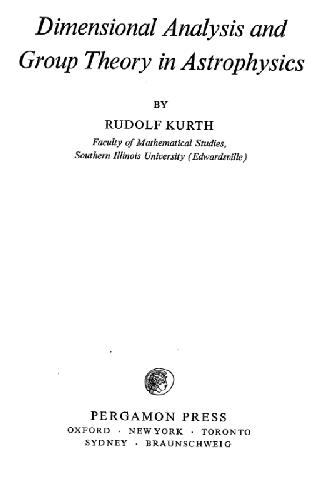 Dimensional Analysis and
Group Theory in Astrophysics
BY
RUDOLF KURTH
Faculty of Mathematical Studies,
Southern Illinois University (Edwardsville)
PERGAMON PRESS
OXFORD · NEW YORK · TORONTO
SYDNEY · BRAUNSCHWEIG